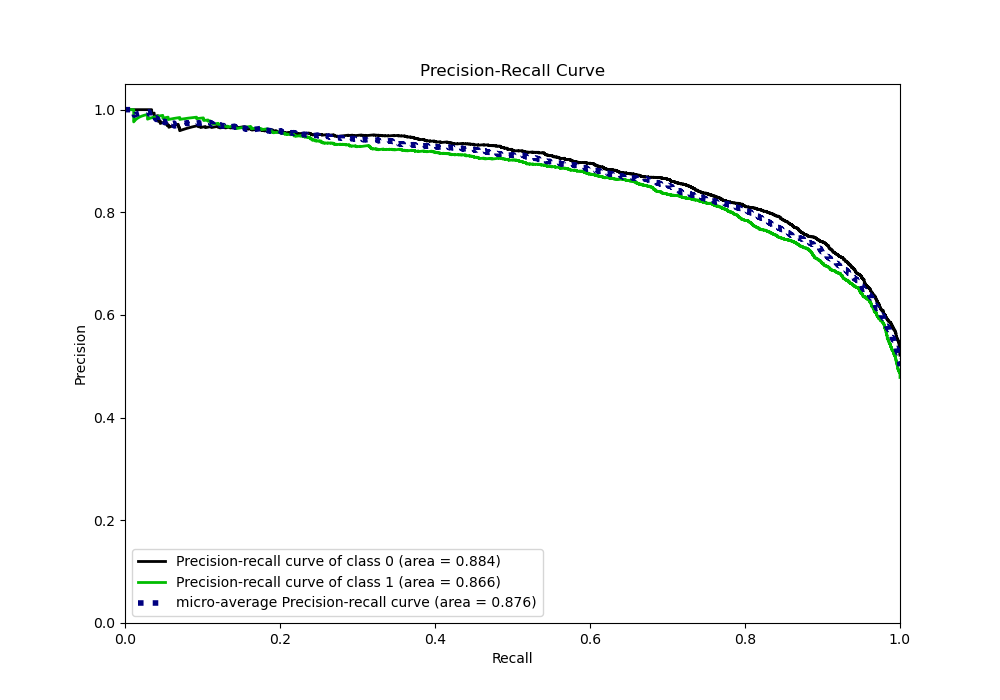 Precision-Recall Curve
1.0
0.8
0.6
0.4
0.2
0.0
Precision
Precision-recall curve of class 0 (area = 0.884)
Precision-recall curve of class 1 (area = 0.866)
micro-average Precision-recall curve (area = 0.876)
0.0 0.2 0.4 0.6 0.8 1.0
Recall